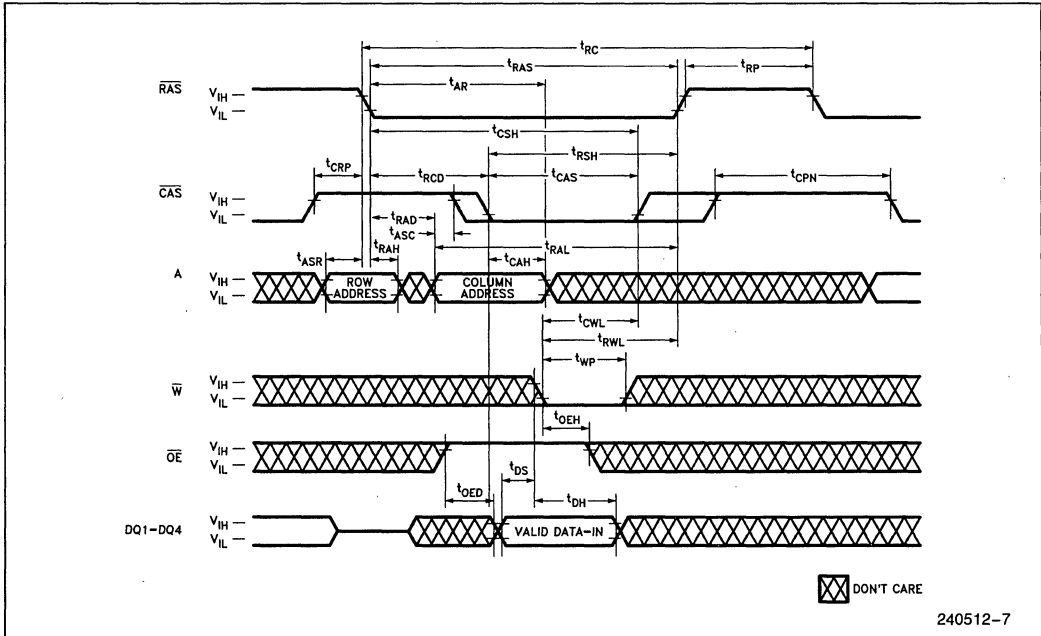 tRC
tRAS
tRP
tAR
RAS
VIH
VIL
tCSH
tRSH
tCRP
tRCD
tCAS
tCPN
CAS
VIH
VIL
tRAD
tASC
tRAL
tASR
tRAH
tCAH
A
VIH
VIL
ROW
ADDRESS
COLUMN
ADDRESS
tCWL
tRWL
tWP
W
VIH
VIL
tOEH
OE
VIH
VIL
tDS
tOED
tDH
DQ1-DQ4
VIH
VIL
VALID DATA-IN
DON'T CARE
240512-7